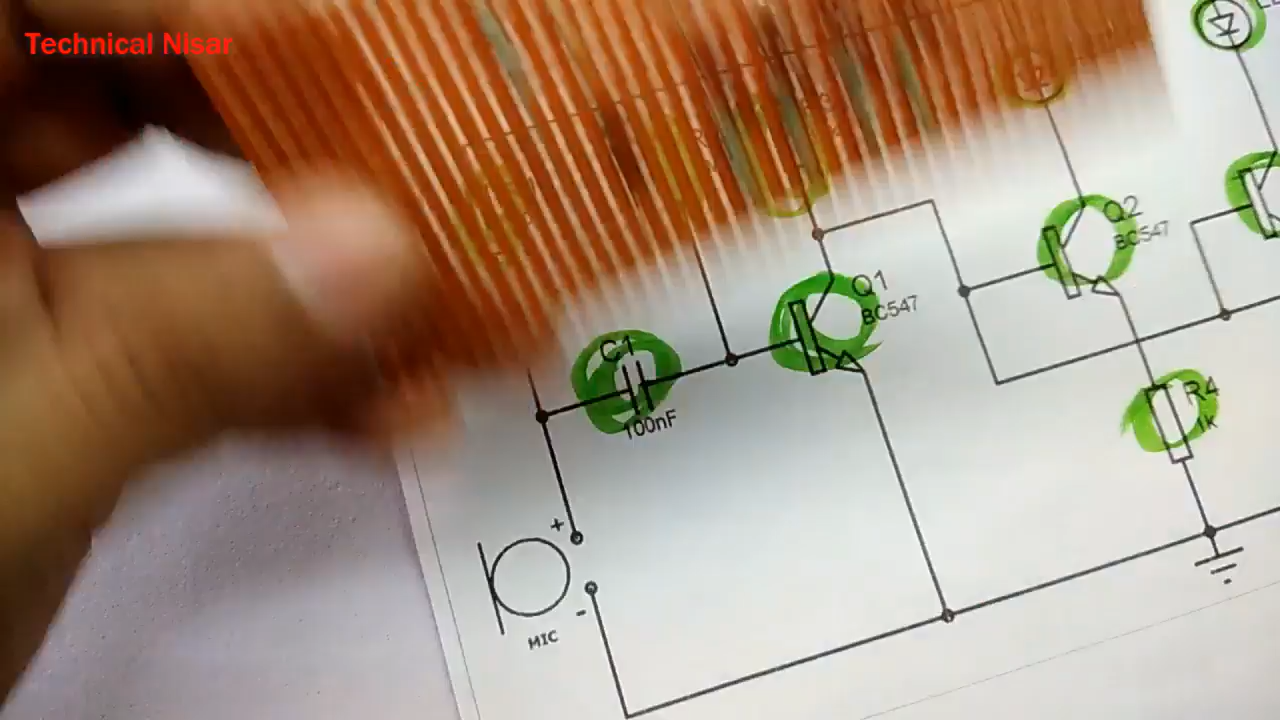 Technical Nisar
Q2
BC547
Q1
BC547
C1
100nF
R4
1k
+
-
MIC